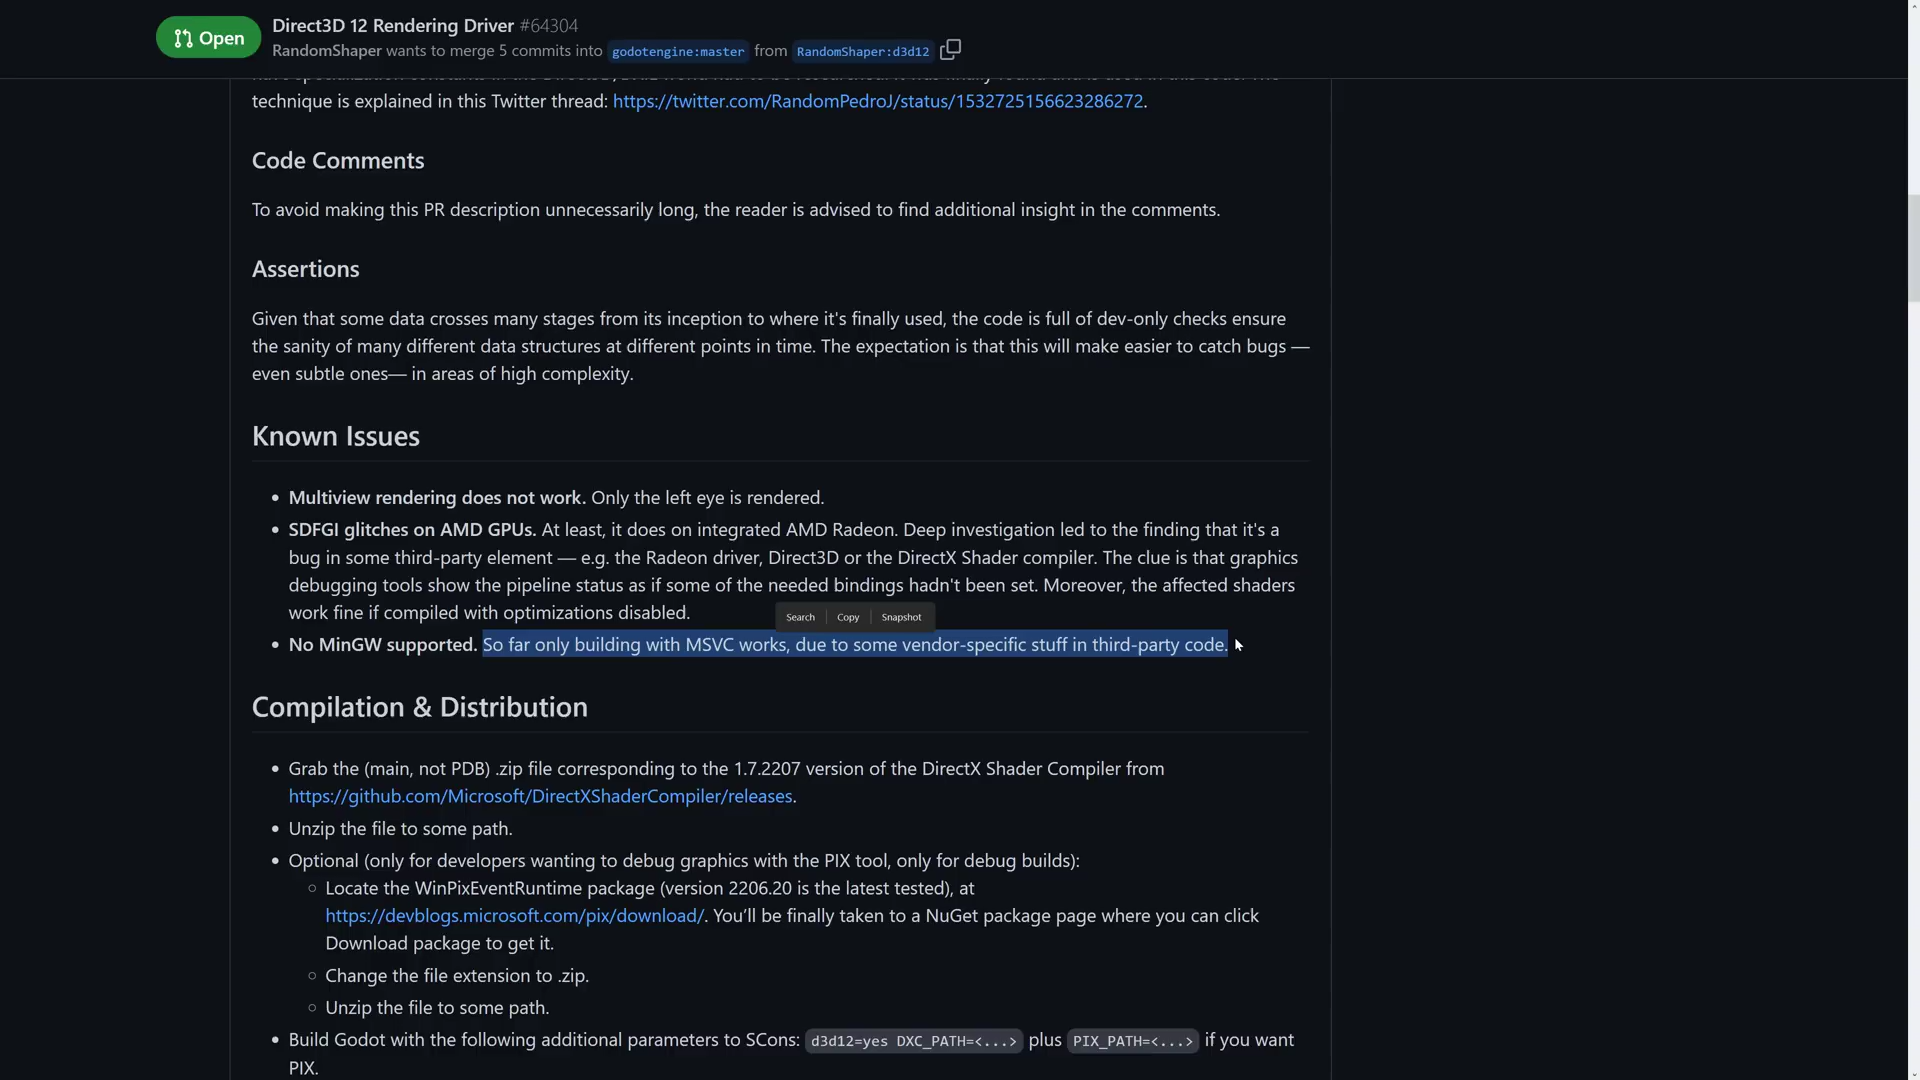 Open
Direct3D 12 Rendering Driver #64304
RandomShaper wants to merge 5 commits into godotengine:master from RandomShaper:d3d12
technique is explained in this Twitter thread: https://twitter.com/RandomPedroJ/status/1532725156623286272.
Code Comments
To avoid making this PR description unnecessarily long, the reader is advised to find additional insight in the comments.
Assertions
Given that some data crosses many stages from its inception to where it's finally used, the code is full of dev-only checks ensure
the sanity of many different data structures at different points in time. The expectation is that this will make easier to catch bugs —
even subtle ones— in areas of high complexity.
Known Issues
• Multiview rendering does not work. Only the left eye is rendered.
• SDFGI glitches on AMD GPUs. At least, it does on integrated AMD Radeon. Deep investigation led to the finding that it's a
bug in some third-party element — e.g. the Radeon driver, Direct3D or the DirectX Shader compiler. The clue is that graphics
debugging tools show the pipeline status as if some of the needed bindings hadn't been set. Moreover, the affected shaders
work fine if compiled with optimizations disabled.
Search Copy Snapshot
• No MinGW supported. So far only building with MSVC works, due to some vendor-specific stuff in third-party code.
Compilation & Distribution
• Grab the (main, not PDB) .zip file corresponding to the 1.7.2207 version of the DirectX Shader Compiler from
https://github.com/Microsoft/DirectXShaderCompiler/releases.
• Unzip the file to some path.
• Optional (only for developers wanting to debug graphics with the PIX tool, only for debug builds):
○ Locate the WinPixEventRuntime package (version 2206.20 is the latest tested), at
https://devblogs.microsoft.com/pix/download/. You’ll be finally taken to a NuGet package page where you can click
Download package to get it.
○ Change the file extension to .zip.
○ Unzip the file to some path.
• Build Godot with the following additional parameters to SCons: d3d12=yes DXC_PATH=<...> plus PIX_PATH=<...> if you want
PIX.